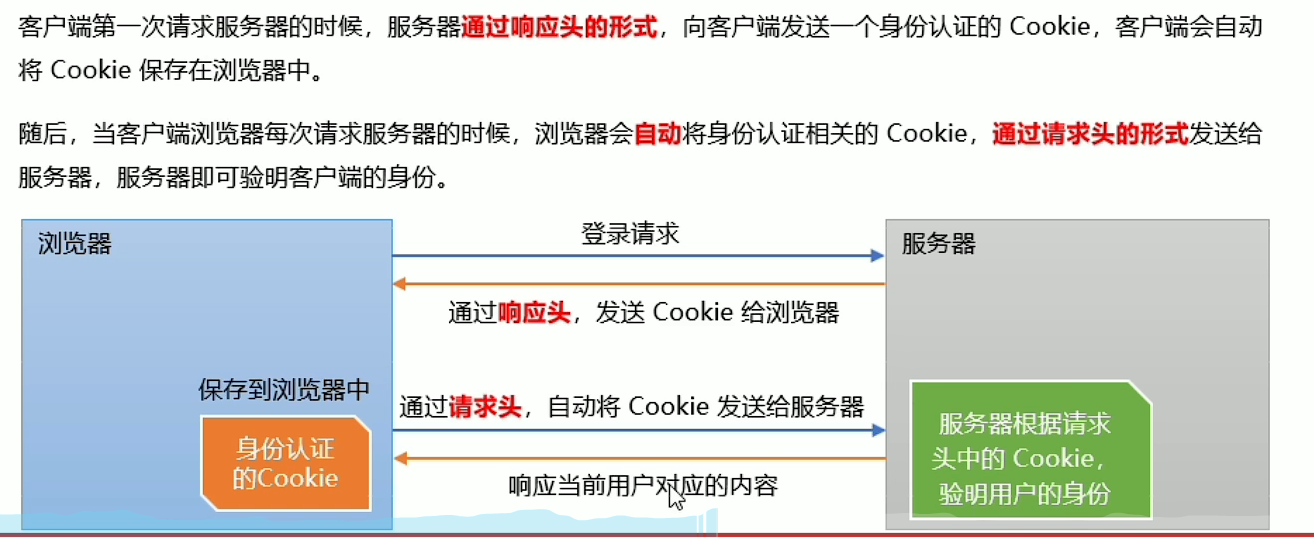 客户端第一次请求服务器的时候，服务器通过响应头的形式，向客户端发送一个身份认证的 Cookie，客户端会自动
将 Cookie 保存在浏览器中。
随后，当客户端浏览器每次请求服务器的时候，浏览器会自动将身份认证相关的 Cookie，通过请求头的形式发送给
服务器，服务器即可验明客户端的身份。
浏览器
登录请求
服务器
通过响应头，发送 Cookie 给浏览器
保存到浏览器中
身份认证
的Cookie
通过请求头，自动将 Cookie 发送给服务器
响应当前用户对应的内容
服务器根据请求
头中的 Cookie，
验明用户的身份